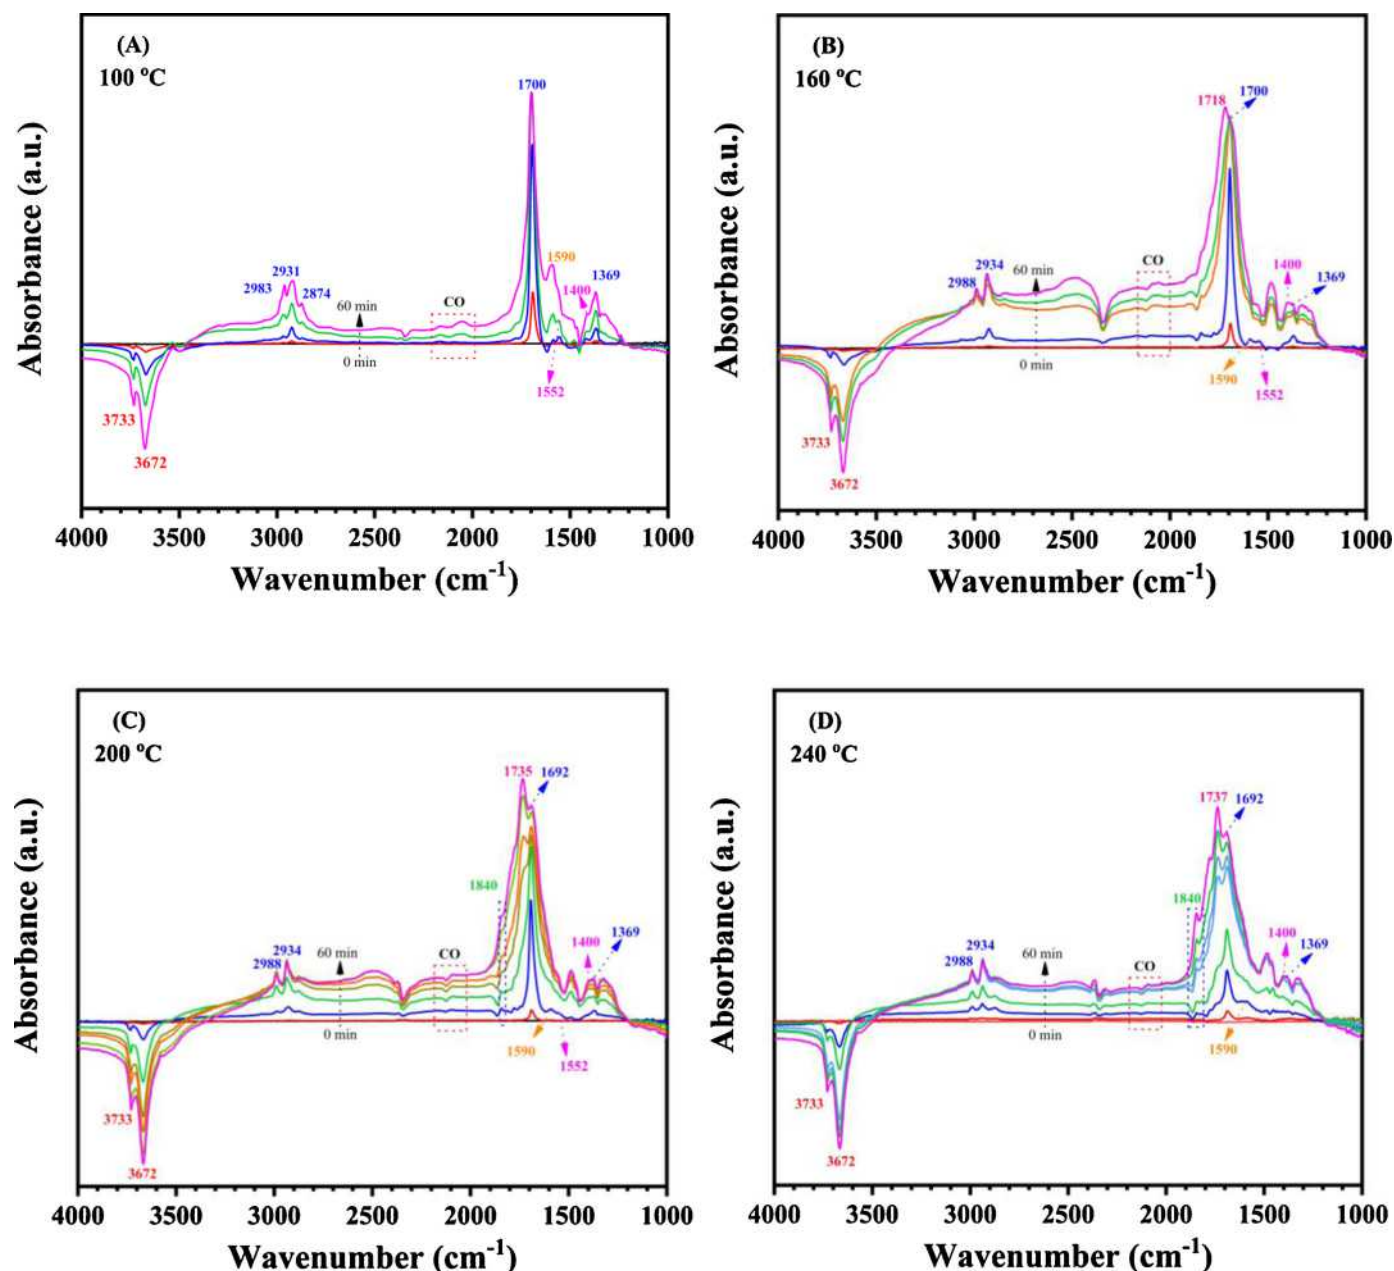 (A)
100 °C
1700
2931
2983
2874
60 min
CO
1590
1400
1369
0 min
1552
3733
3672
Absorbance (a.u.)
4000 3500 3000 2500 2000 1500 1000
Wavenumber (cm⁻¹)
(B)
160 °C
1718
1700
2934
2988
60 min
CO
1400
1369
0 min
1590
1552
3733
3672
Absorbance (a.u.)
4000 3500 3000 2500 2000 1500 1000
Wavenumber (cm⁻¹)
(C)
200 °C
1735
1692
1840
2934
2988
60 min
CO
1400
1369
0 min
1590
1552
3733
3672
Absorbance (a.u.)
4000 3500 3000 2500 2000 1500 1000
Wavenumber (cm⁻¹)
(D)
240 °C
1737
1692
1840
2934
2988
60 min
CO
1400
1369
0 min
1590
3733
3672
Absorbance (a.u.)
4000 3500 3000 2500 2000 1500 1000
Wavenumber (cm⁻¹)